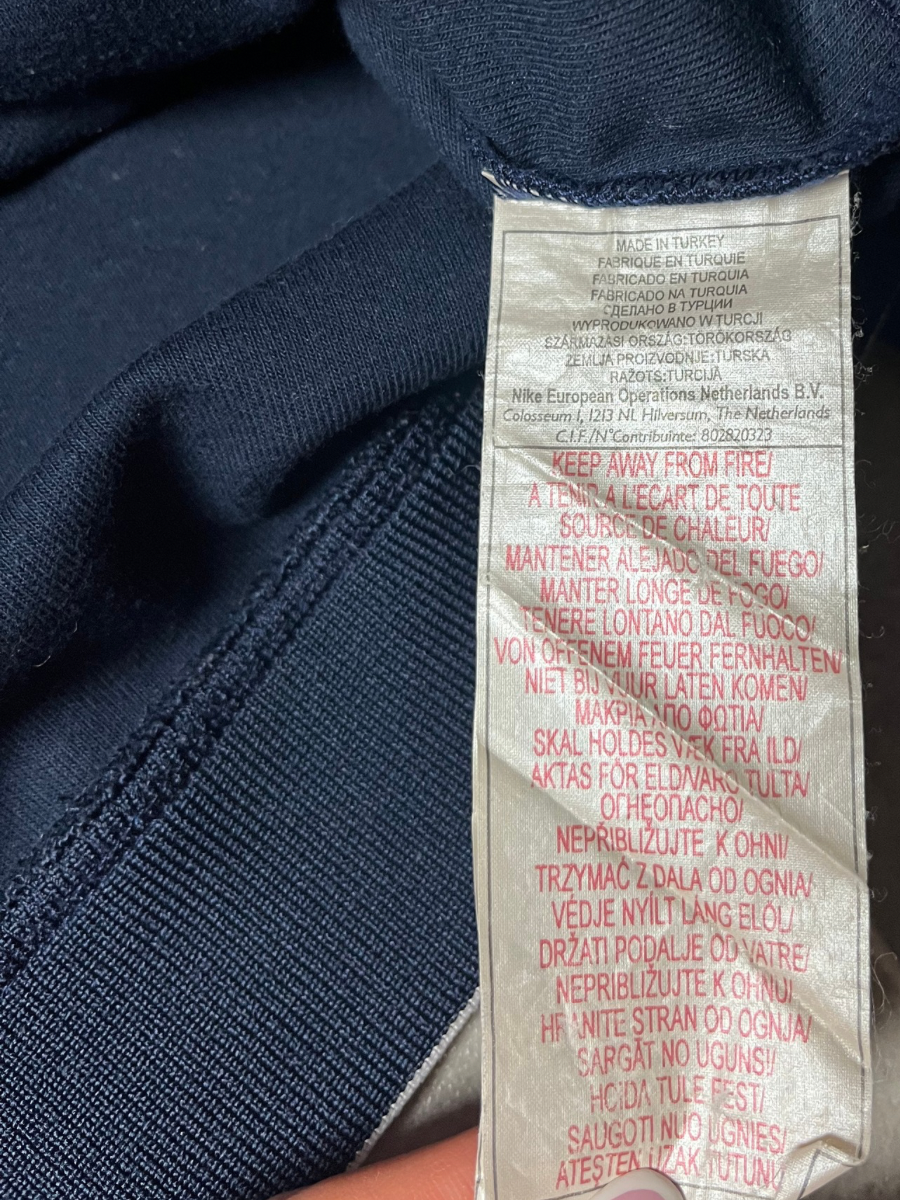 MADE IN TURKEY
FABRIQUE EN TURQUIE
FABRICADO EN TURQUIA
FABRICADO NA TURQUIA
СДЕЛАНО В ТУРЦИИ
WYPRODUKOWANO W TURCJI
SZÁRMAZÁSI ORSZÁG:TÖRÖKORSZÁG
ZEMLJA PROIZVODNJE:TURSKA
RAŽOTS:TURCIJĀ
Nike European Operations Netherlands B.V.
Colosseum 1, 1213 NL Hilversum, The Netherlands
C.I.F./N°Contribuinte: 802820323
KEEP AWAY FROM FIRE/
A TENIR A L'ECART DE TOUTE
SOURCE DE CHALEUR/
MANTENER ALEJADO DEL FUEGO/
MANTER LONGE DE FOGO/
TENERE LONTANO DAL FUOCO/
VON OFFENEM FEUER FERNHALTEN/
NIET BIJ VUUR LATEN KOMEN/
ΜΑΚΡΙΑ ΑΠΟ ΦΩΤΙΑ/
SKAL HOLDES VÆK FRA ILD/
AKTAS FÖR ELD/VARO TULTA/
ОГНЕОПАСНО/
NEPŘIBLIŽUJTE K OHNI/
TRZYMAĆ Z DALA OD OGNIA/
VÉDJE NYÍLT LÁNG ELŐL/
DRŽATI PODALJE OD VATRE/
NEPRIBLIŽUJTE K OHŇU/
HRANITE STRAN OD OGNJA/
SARGĀT NO UGUNS!/
HOIDA TULE EEST/
SAUGOTI NUO UGNIES/
ATEŞTEN UZAK TUTUNUZ